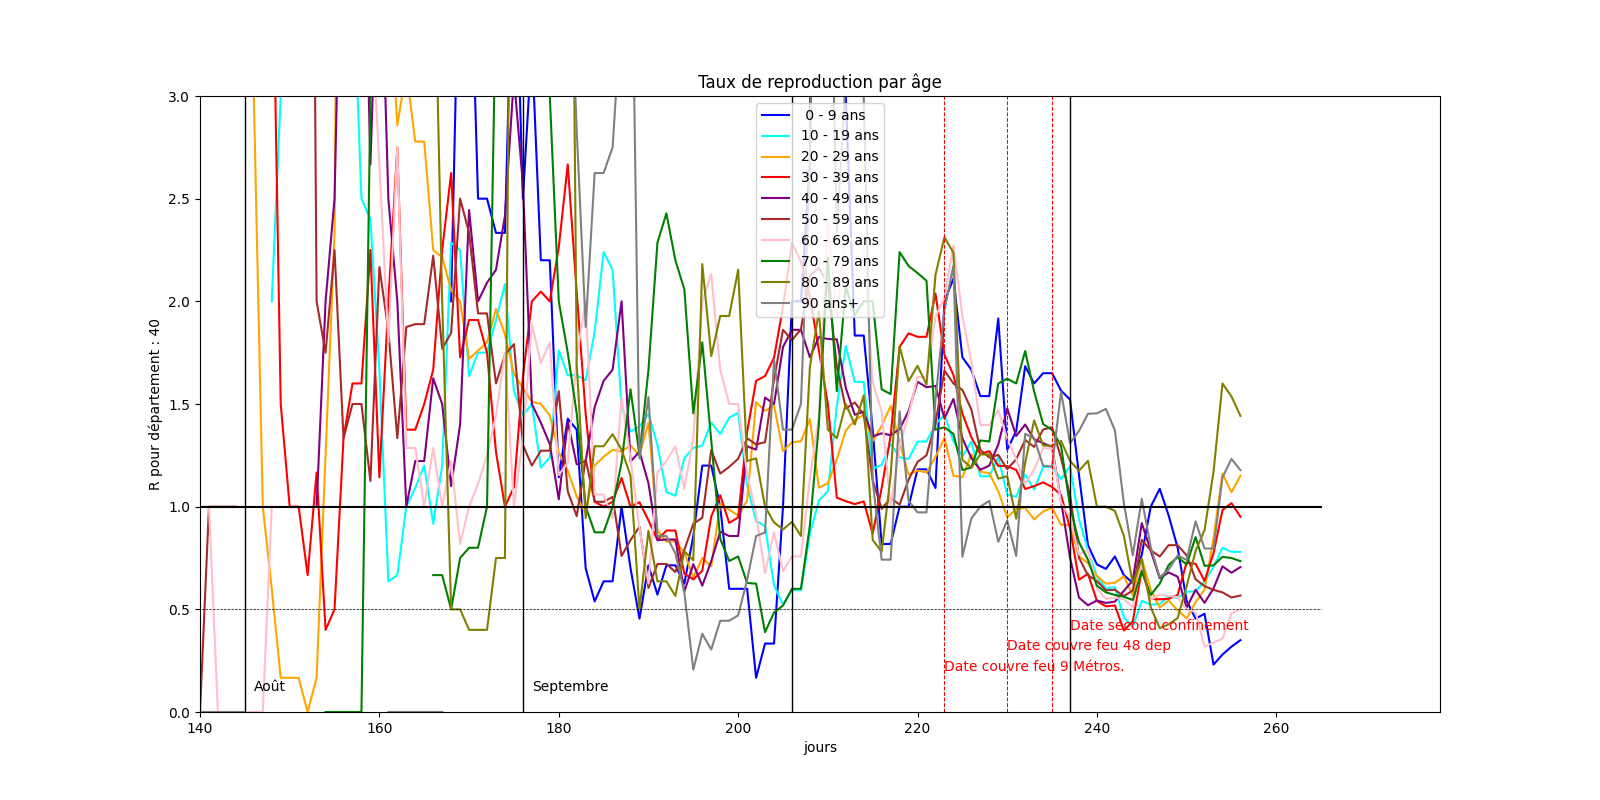 Taux de reproduction par âge
3.0
2.5
2.0
1.5
1.0
0.5
0.0
R pour département : 40
0 - 9 ans
10 - 19 ans
20 - 29 ans
30 - 39 ans
40 - 49 ans
50 - 59 ans
60 - 69 ans
70 - 79 ans
80 - 89 ans
90 ans+
Date second confinement
Date couvre feu 48 dep
Date couvre feu 9 Métros.
Août
Septembre
140
160
180
200
220
240
260
jours